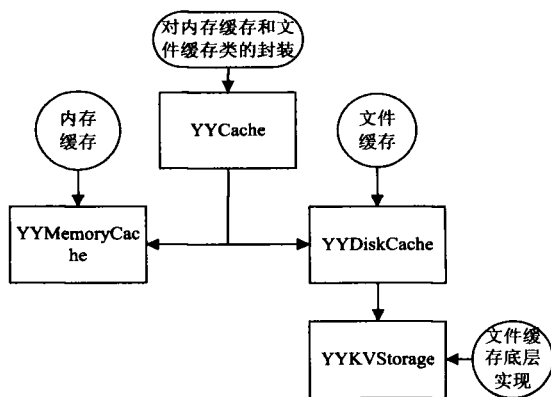 对内存缓存和文
件缓存类的封装
内存
缓存
YYCache
文件
缓存
YYMemoryCac
he
YYDiskCache
YYKVStorage
文件缓
存底层
实现